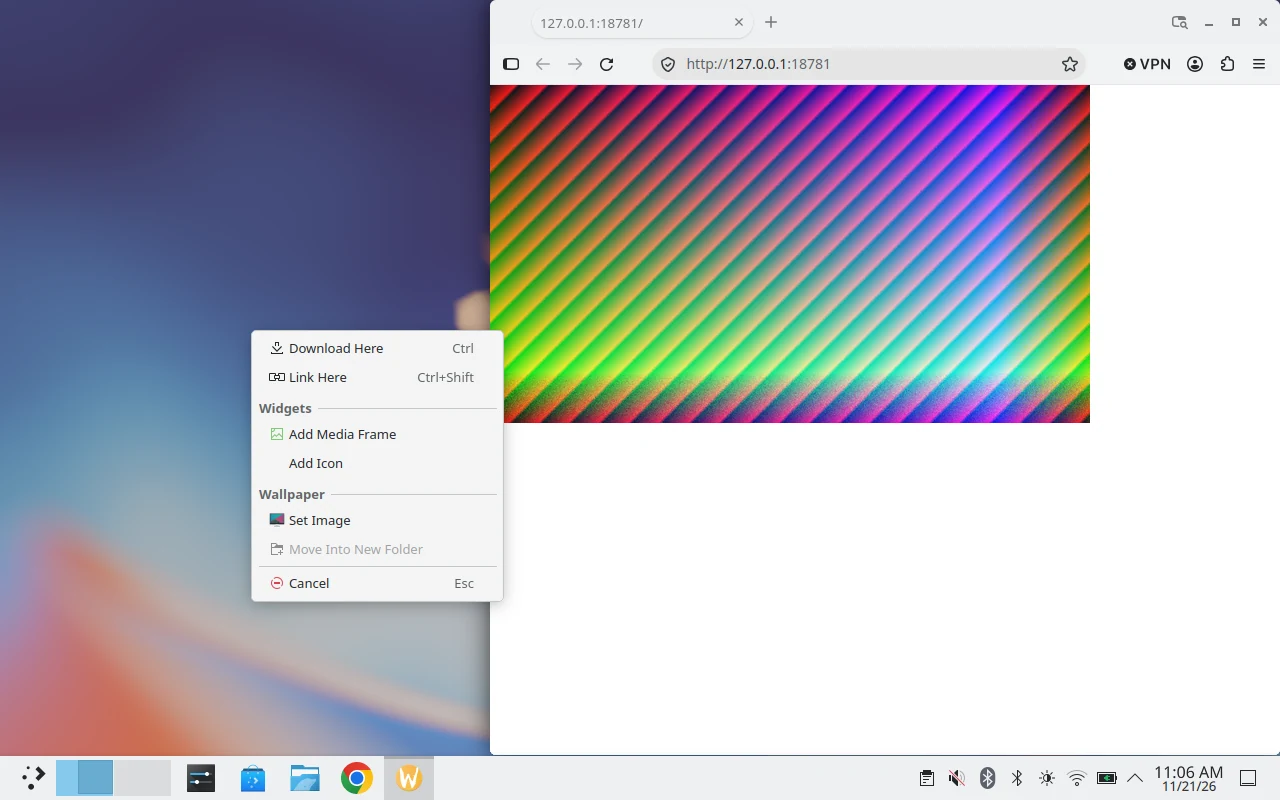 127.0.0.1:18781/
http://127.0.0.1:18781
VPN
Download Here Ctrl
Link Here Ctrl+Shift
Widgets
Add Media Frame
Add Icon
Wallpaper
Set Image
Move Into New Folder
Cancel Esc
W
11:06 AM
11/21/26